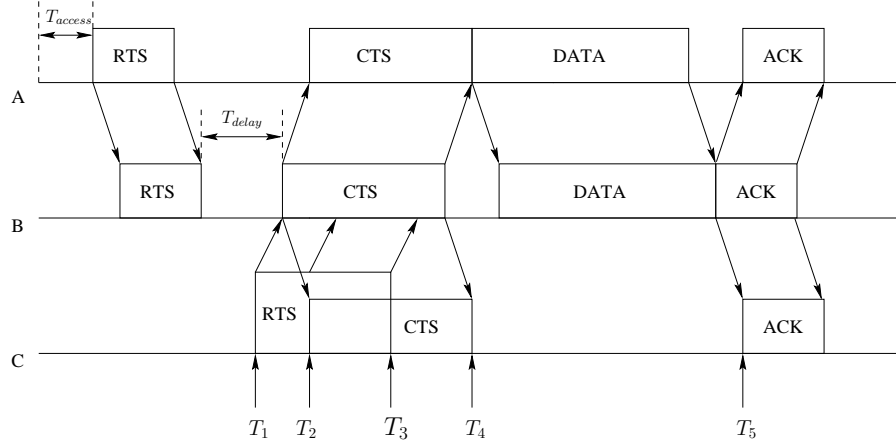 T_access
RTS CTS DATA ACK
A
T_delay
RTS CTS DATA ACK
B
RTS CTS ACK
C
T_1 T_2 T_3 T_4 T_5